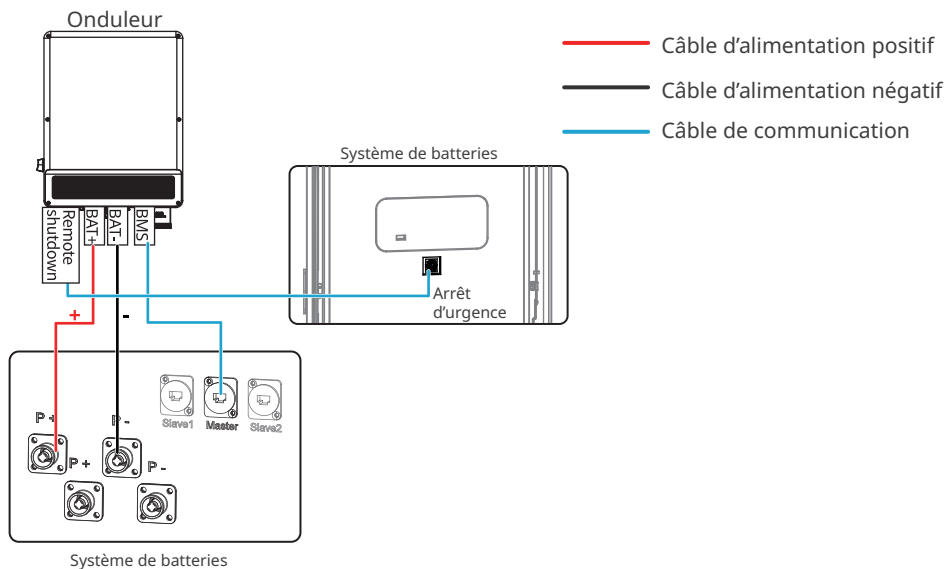 Onduleur
Câble d’alimentation positif
Câble d’alimentation négatif
Câble de communication
Système de batteries
Remote
shutdown
BAT+
BAT-
BMS
Arrêt
d’urgence
+
-
Slave1
Master
Slave2
P +
P -
P +
P -
Système de batteries